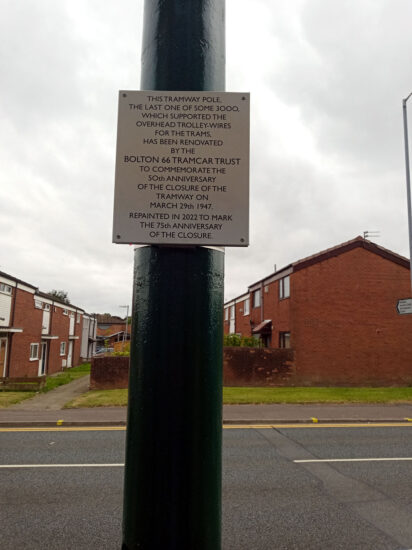 THIS TRAMWAY POLE,
THE LAST ONE OF SOME 3000,
WHICH SUPPORTED THE
OVERHEAD TROLLEY-WIRES
FOR THE TRAMS,
HAS BEEN RENOVATED
BY THE
BOLTON 66 TRAMCAR TRUST
TO COMMEMORATE THE
50th ANNIVERSARY
OF THE CLOSURE OF THE
TRAMWAY ON
MARCH 29th 1947.
REPAINTED IN 2022 TO MARK
THE 75th ANNIVERSARY
OF THE CLOSURE.